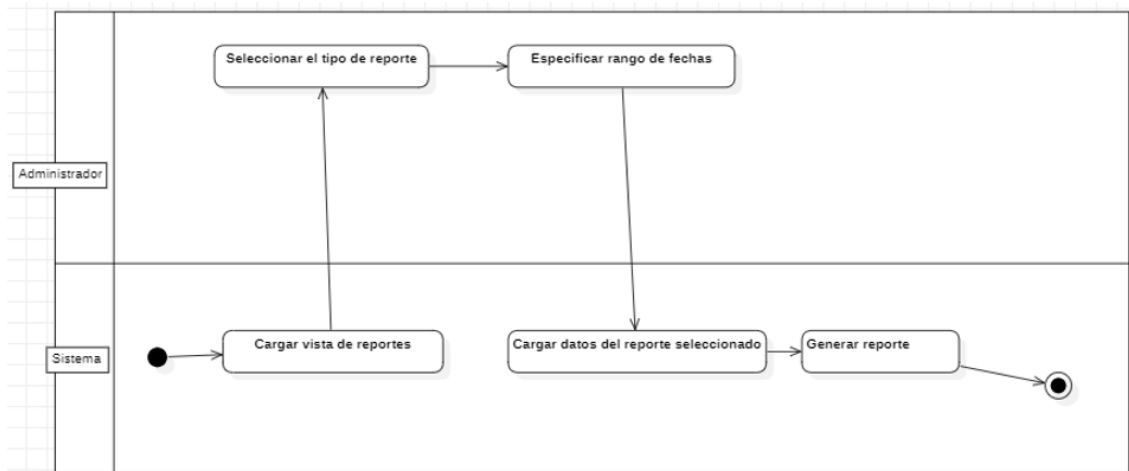 Seleccionar el tipo de reporte
Especificar rango de fechas
Administrador
Sistema
Cargar vista de reportes
Cargar datos del reporte seleccionado
Generar reporte